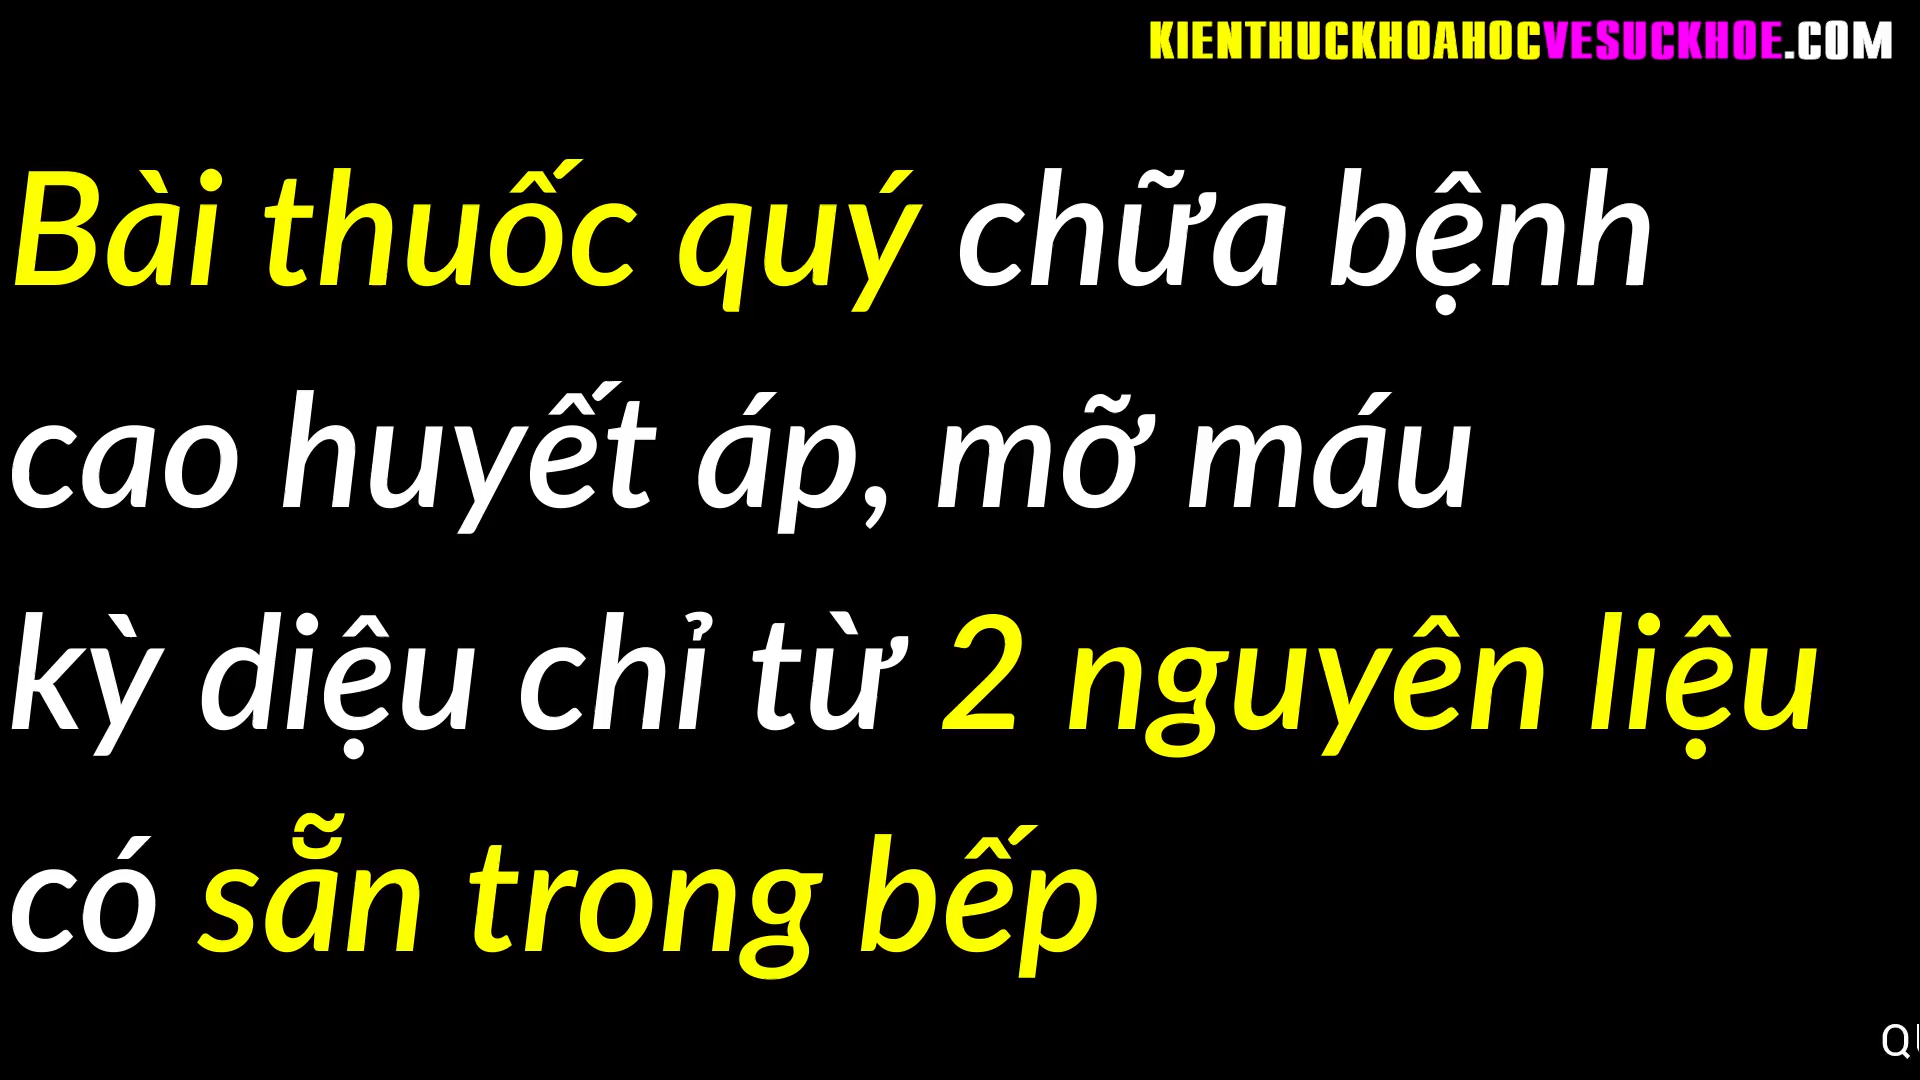 KIENTHUCKHOAHOCVESUCKHOE.COM
Bài thuốc quý chữa bệnh
cao huyết áp, mỡ máu
kỳ diệu chỉ từ 2 nguyên liệu
có sẵn trong bếp